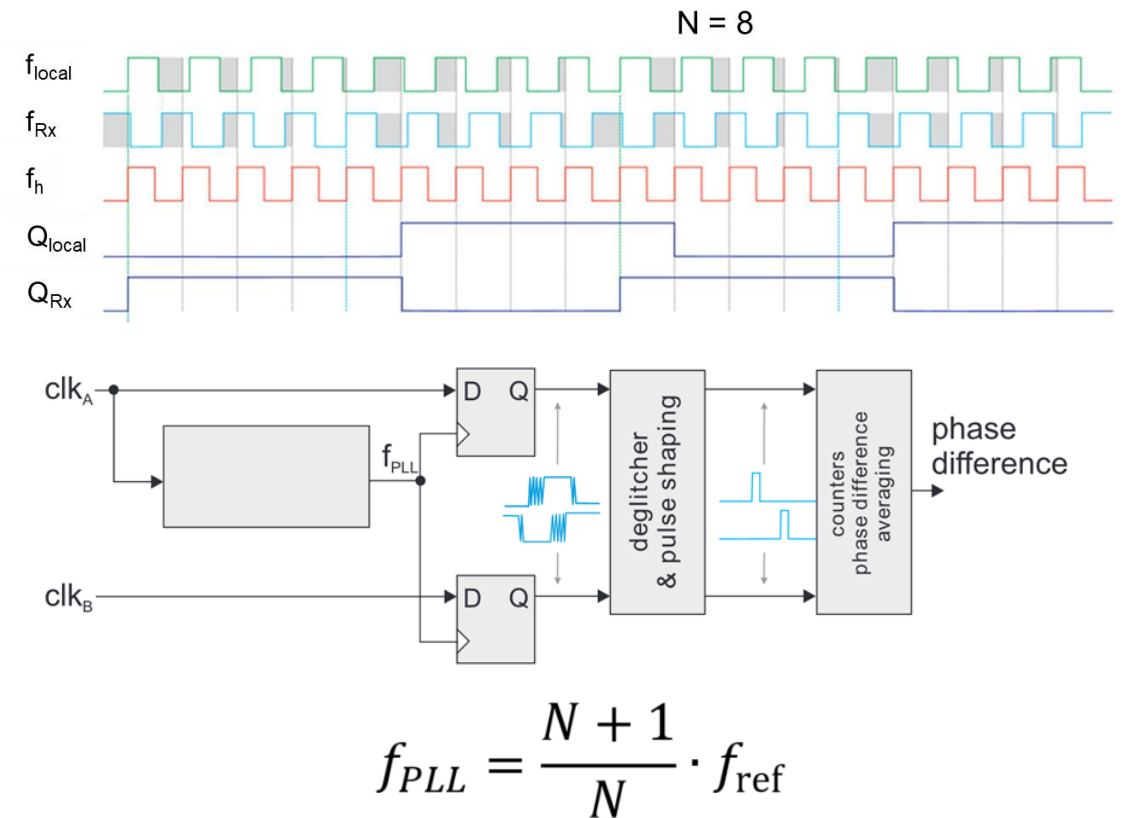 N = 8
flocal
fRx
fh
Qlocal
QRx
clkA
D Q
fPLL
deglitcher
& pulse shaping
counters
phase difference
averaging
phase
difference
clkB
D Q
fPLL = N + 1 / N · fref